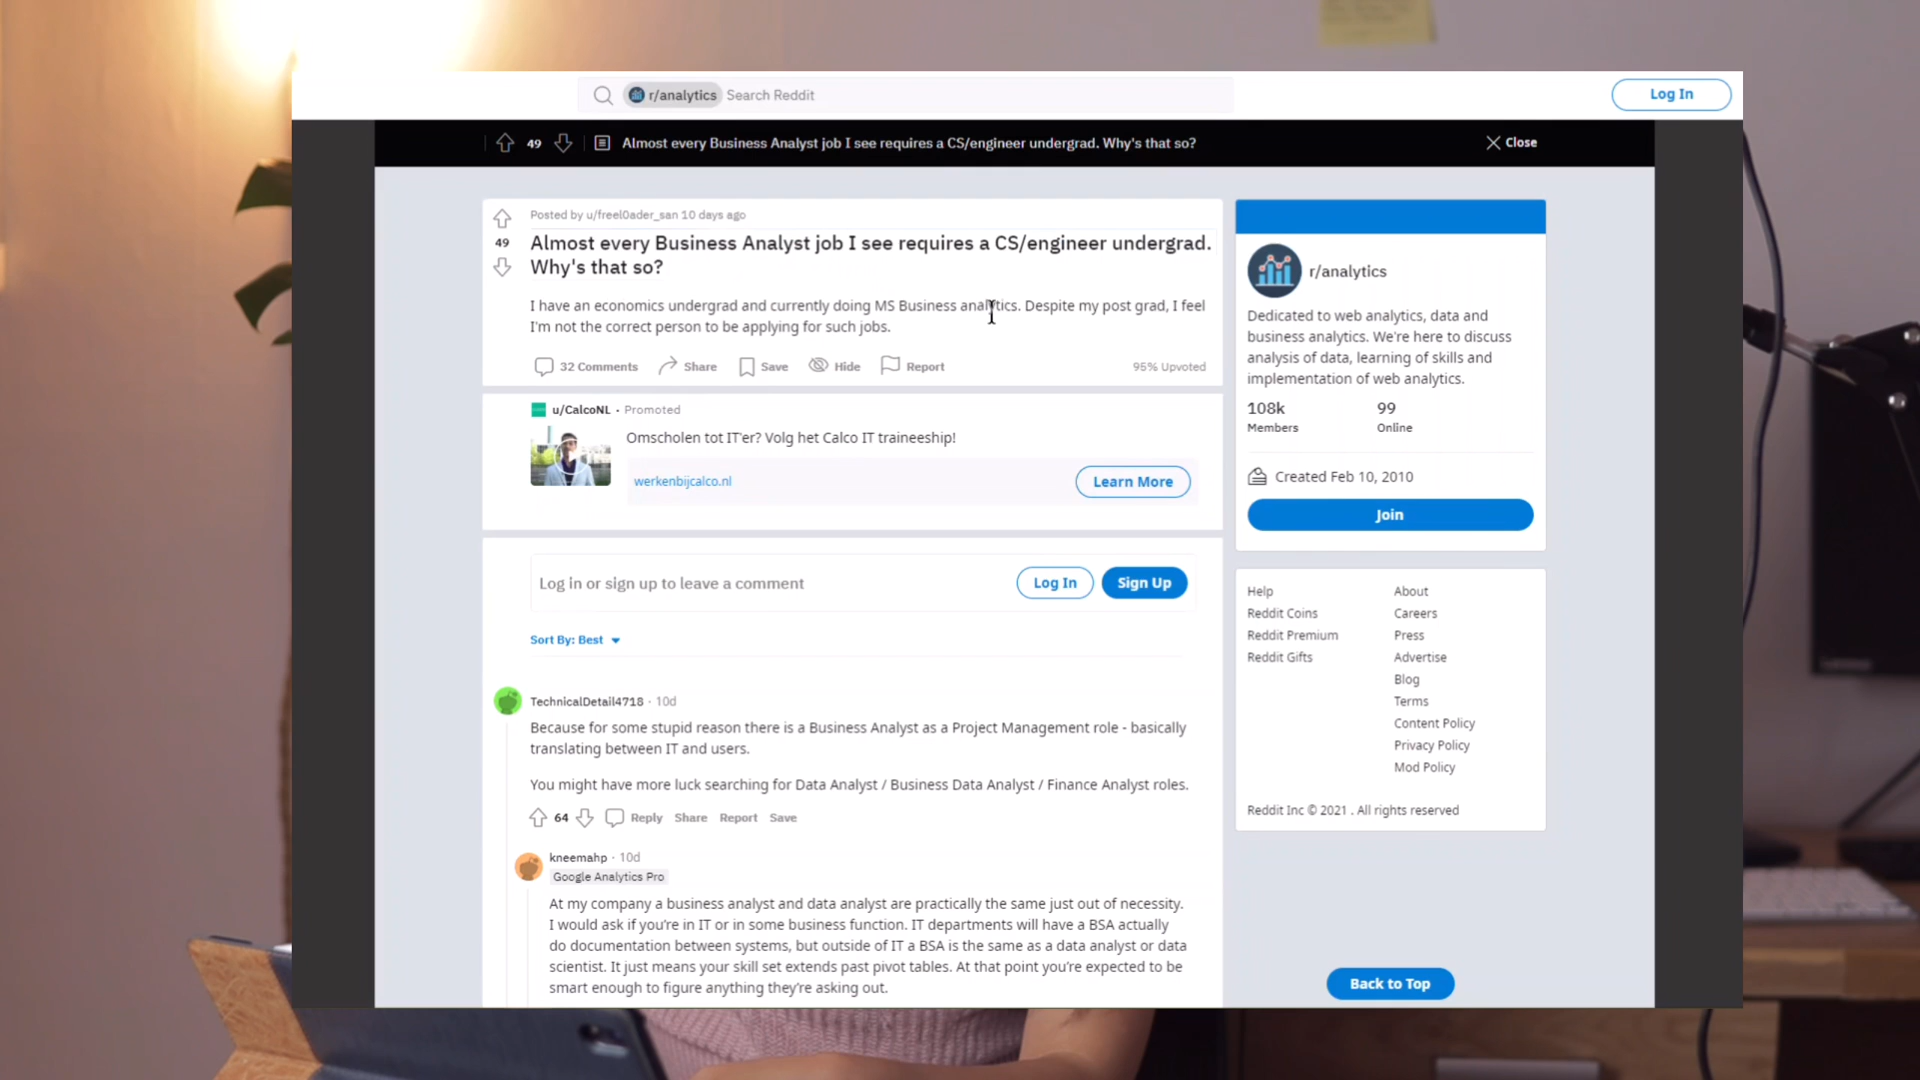 r/analytics Search Reddit
Log In
49 Almost every Business Analyst job I see requires a CS/engineer undergrad. Why's that so?
Close
Posted by u/freel0ader_san 10 days ago
49
Almost every Business Analyst job I see requires a CS/engineer undergrad.
Why's that so?
I have an economics undergrad and currently doing MS Business analytics. Despite my post grad, I feel
I'm not the correct person to be applying for such jobs.
32 Comments Share Save Hide Report 95% Upvoted
u/CalcoNL · Promoted
Omscholen tot IT'er? Volg het Calco IT traineeship!
werkenbijcalco.nl
Learn More
Log in or sign up to leave a comment
Log In
Sign Up
Sort By: Best
TechnicalDetail4718 · 10d
Because for some stupid reason there is a Business Analyst as a Project Management role - basically
translating between IT and users.
You might have more luck searching for Data Analyst / Business Data Analyst / Finance Analyst roles.
64 Reply Share Report Save
kneemahp · 10d
Google Analytics Pro
At my company a business analyst and data analyst are practically the same just out of necessity.
I would ask if you're in IT or in some business function. IT departments will have a BSA actually
do documentation between systems, but outside of IT a BSA is the same as a data analyst or data
scientist. It just means your skill set extends past pivot tables. At that point you're expected to be
smart enough to figure anything they're asking out.
r/analytics
Dedicated to web analytics, data and
business analytics. We're here to discuss
analysis of data, learning of skills and
implementation of web analytics.
108k 99
Members Online
Created Feb 10, 2010
Join
Help About
Reddit Coins Careers
Reddit Premium Press
Reddit Gifts Advertise
Blog
Terms
Content Policy
Privacy Policy
Mod Policy
Reddit Inc © 2021 . All rights reserved
Back to Top